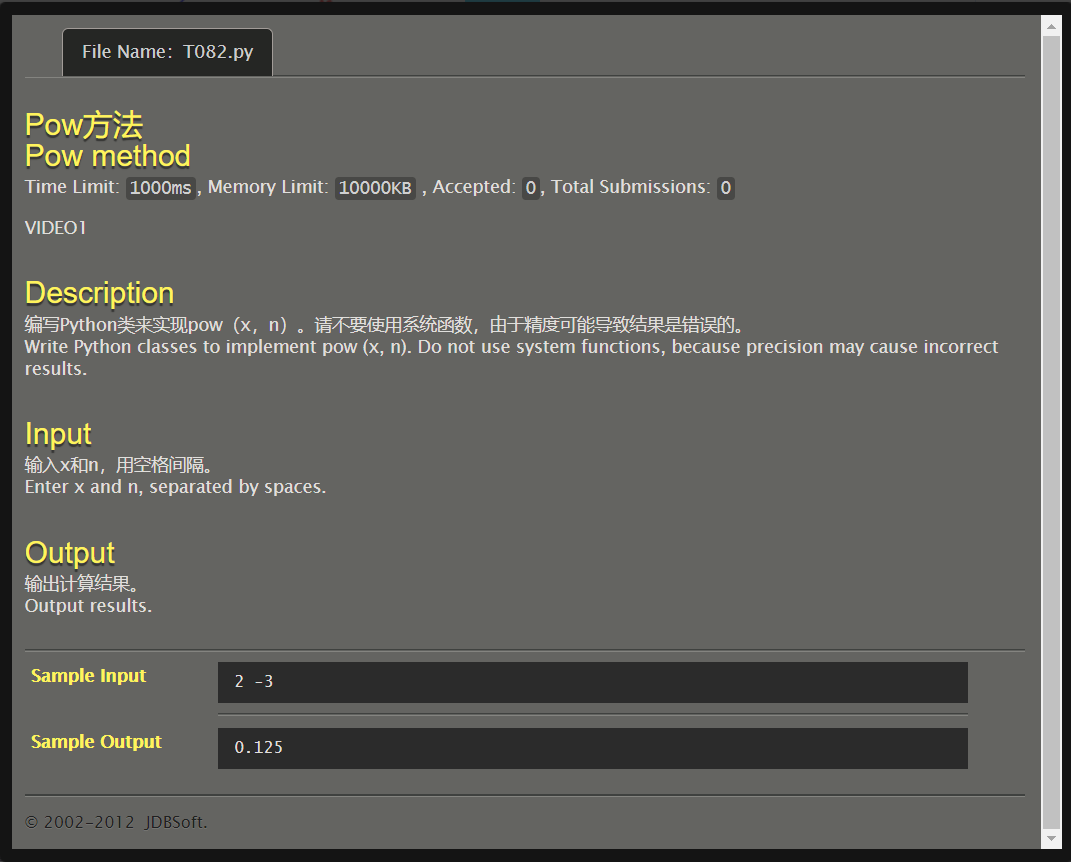 File Name: T082.py
Pow方法
Pow method
Time Limit: 1000ms, Memory Limit: 10000KB , Accepted: 0, Total Submissions: 0
VIDEO1
Description
编写Python类来实现pow（x，n）。请不要使用系统函数，由于精度可能导致结果是错误的。
Write Python classes to implement pow (x, n). Do not use system functions, because precision may cause incorrect
results.
Input
输入x和n，用空格间隔。
Enter x and n, separated by spaces.
Output
输出计算结果。
Output results.
Sample Input
2 -3
Sample Output
0.125
© 2002-2012 JDBSoft.